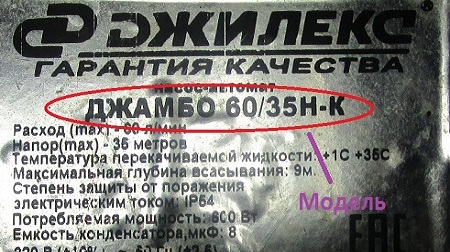 ДЖИЛЕКС
ГАРАНТИЯ КАЧЕСТВА
насос-автомат
ДЖАМБО 60/35Н-К
Расход (max) - 60 л/мин
Напор(max) - 35 метров
Температура перекачиваемой жидкости: +1С +35С
Максимальная глубина всасывания: 9м.
Степень защиты от поражения
Модель
электрическим током: IP54
Потребляемая мощность: 600 Вт
Емкость конденсатора,мкф: 8
EAC